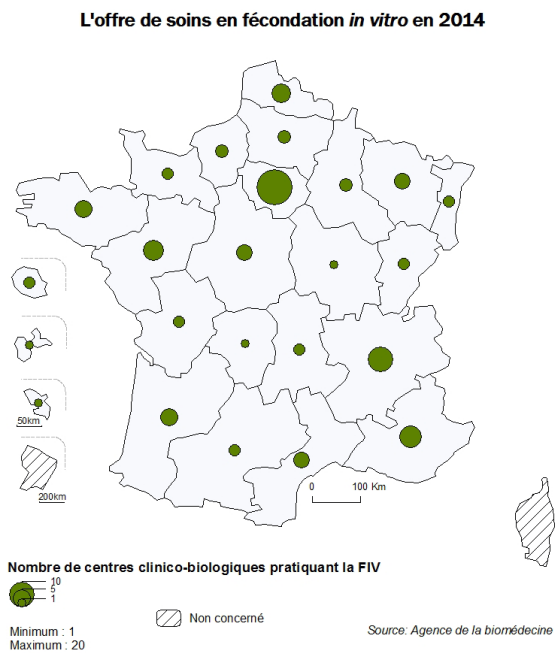 L'offre de soins en fécondation in vitro en 2014
50km
200km
0 100 Km
Nombre de centres clinico-biologiques pratiquant la FIV
10
5
1
Non concerné
Minimum : 1
Maximum : 20
Source: Agence de la biomédecine